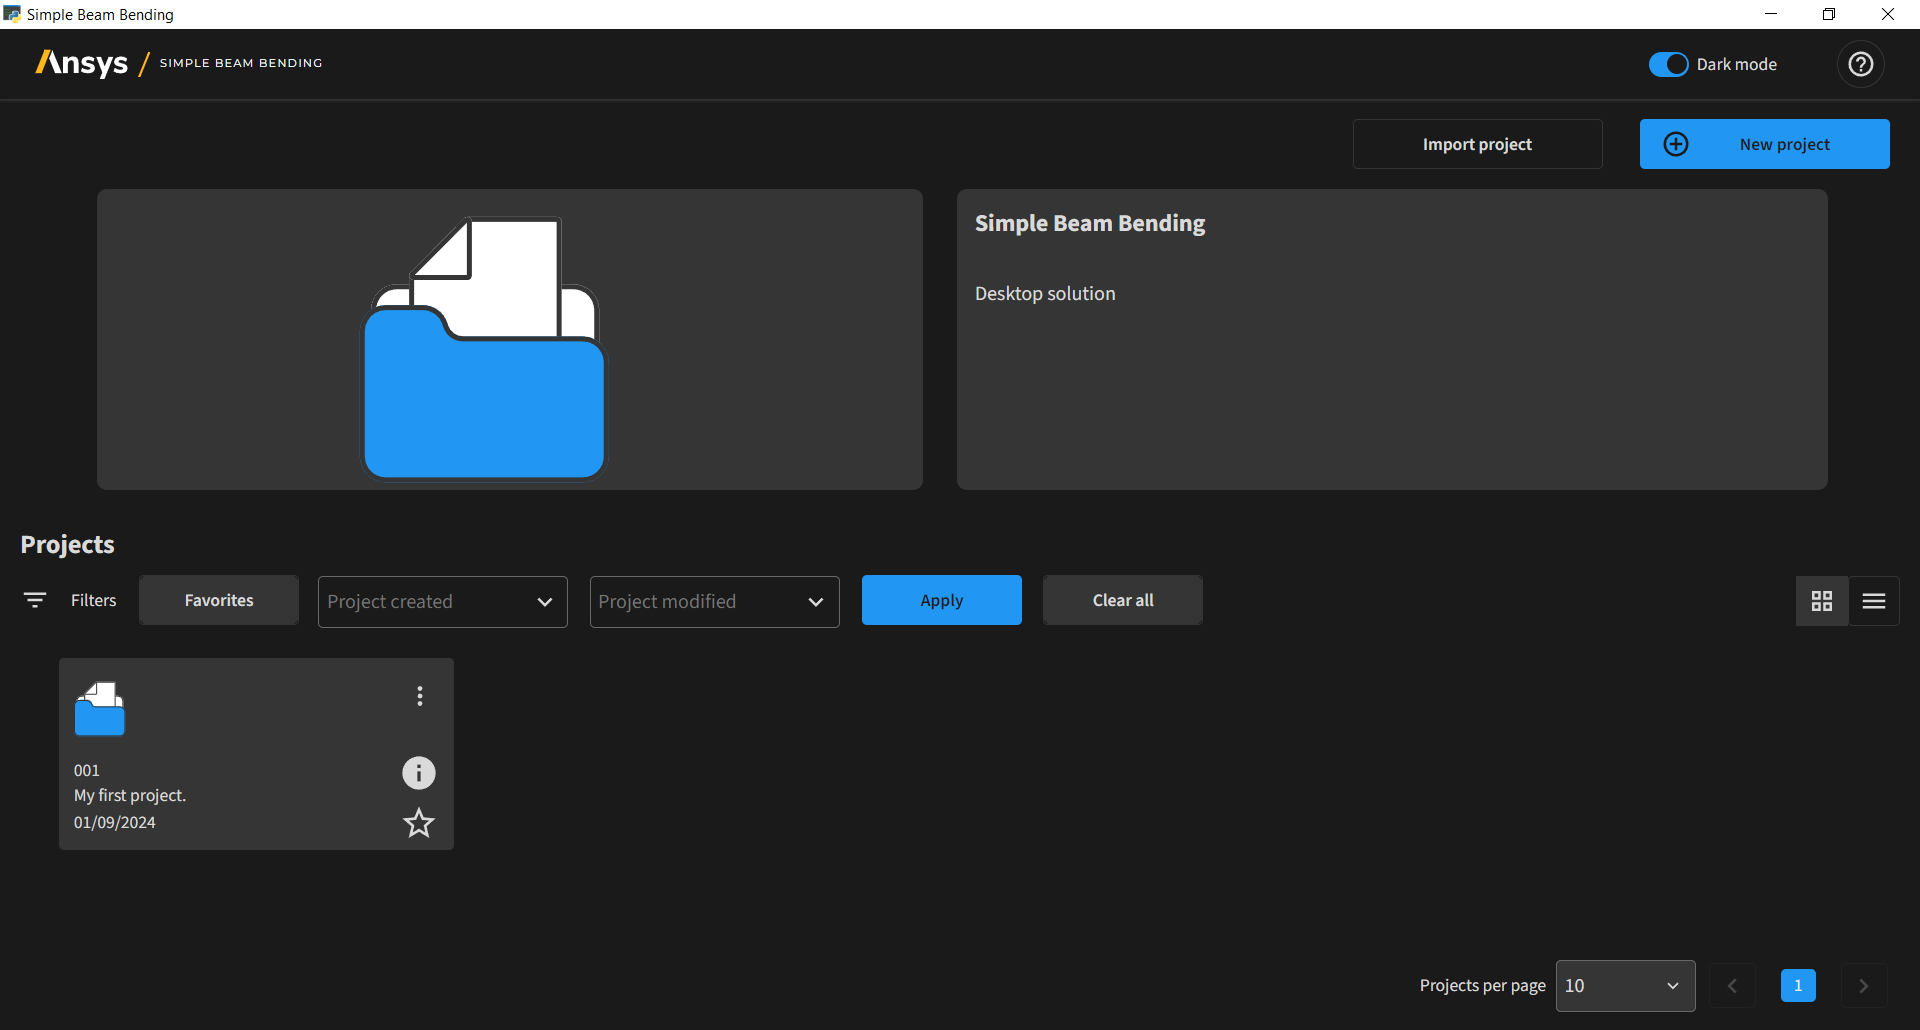 Simple Beam Bending
Ansys / SIMPLE BEAM BENDING
Dark mode
Import project
New project
Simple Beam Bending
Desktop solution
Projects
Filters
Favorites
Project created
Project modified
Apply
Clear all
001
My first project.
01/09/2024
Projects per page
10
1